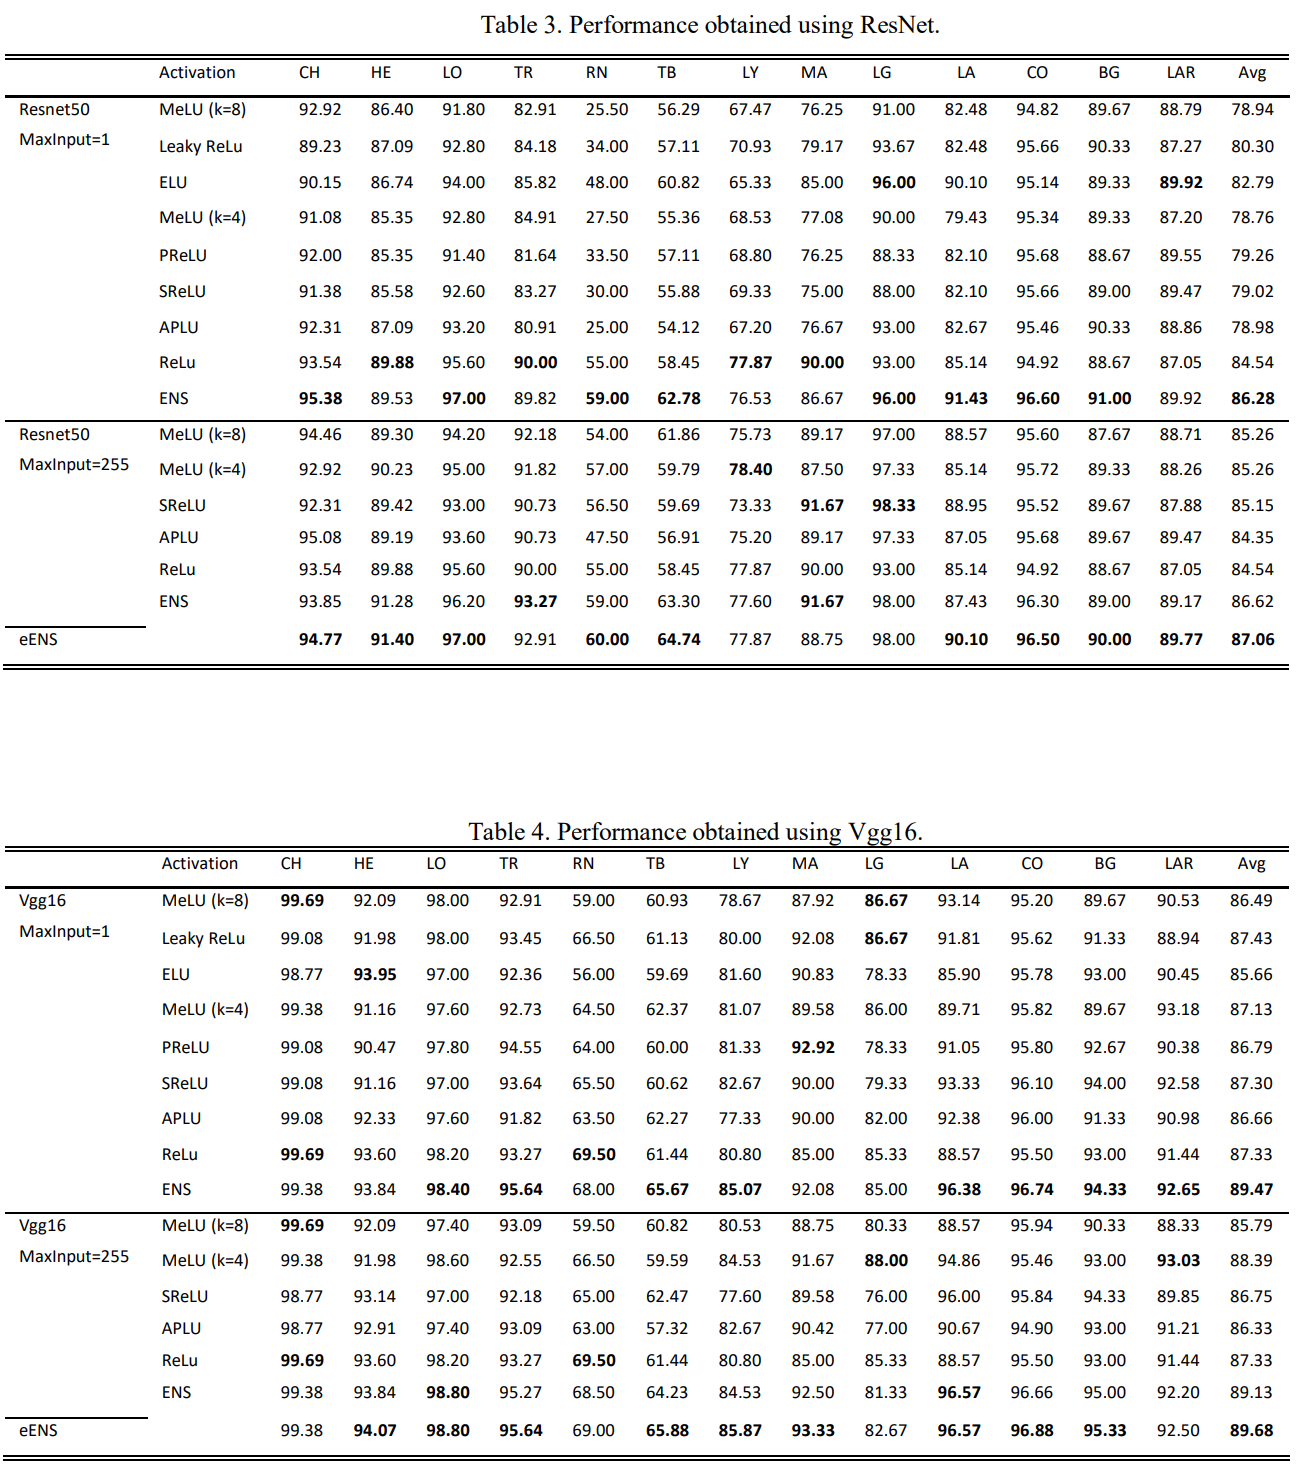 Table 3. Performance obtained using ResNet.
Activation CH HE LO TR RN TB LY MA LG LA CO BG LAR Avg
Resnet50 MeLU (k=8) 92.92 86.40 91.80 82.91 25.50 56.29 67.47 76.25 91.00 82.48 94.82 89.67 88.79 78.94
MaxInput=1
Leaky ReLu 89.23 87.09 92.80 84.18 34.00 57.11 70.93 79.17 93.67 82.48 95.66 90.33 87.27 80.30
ELU 90.15 86.74 94.00 85.82 48.00 60.82 65.33 85.00 96.00 90.10 95.14 89.33 89.92 82.79
MeLU (k=4) 91.08 85.35 92.80 84.91 27.50 55.36 68.53 77.08 90.00 79.43 95.34 89.33 87.20 78.76
PReLU 92.00 85.35 91.40 81.64 33.50 57.11 68.80 76.25 88.33 82.10 95.68 88.67 89.55 79.26
SReLU 91.38 85.58 92.60 83.27 30.00 55.88 69.33 75.00 88.00 82.10 95.66 89.00 89.47 79.02
APLU 92.31 87.09 93.20 80.91 25.00 54.12 67.20 76.67 93.00 82.67 95.46 90.33 88.86 78.98
ReLu 93.54 89.88 95.60 90.00 55.00 58.45 77.87 90.00 93.00 85.14 94.92 88.67 87.05 84.54
ENS 95.38 89.53 97.00 89.82 59.00 62.78 76.53 86.67 96.00 91.43 96.60 91.00 89.92 86.28
Resnet50 MeLU (k=8) 94.46 89.30 94.20 92.18 54.00 61.86 75.73 89.17 97.00 88.57 95.60 87.67 88.71 85.26
MaxInput=255 MeLU (k=4) 92.92 90.23 95.00 91.82 57.00 59.79 78.40 87.50 97.33 85.14 95.72 89.33 88.26 85.26
SReLU 92.31 89.42 93.00 90.73 56.50 59.69 73.33 91.67 98.33 88.95 95.52 89.67 87.88 85.15
APLU 95.08 89.19 93.60 90.73 47.50 56.91 75.20 89.17 97.33 87.05 95.68 89.67 89.47 84.35
ReLu 93.54 89.88 95.60 90.00 55.00 58.45 77.87 90.00 93.00 85.14 94.92 88.67 87.05 84.54
ENS 93.85 91.28 96.20 93.27 59.00 63.30 77.60 91.67 98.00 87.43 96.30 89.00 89.17 86.62
eENS 94.77 91.40 97.00 92.91 60.00 64.74 77.87 88.75 98.00 90.10 96.50 90.00 89.77 87.06
Table 4. Performance obtained using Vgg16.
Activation CH HE LO TR RN TB LY MA LG LA CO BG LAR Avg
Vgg16 MeLU (k=8) 99.69 92.09 98.00 92.91 59.00 60.93 78.67 87.92 86.67 93.14 95.20 89.67 90.53 86.49
MaxInput=1 Leaky ReLu 99.08 91.98 98.00 93.45 66.50 61.13 80.00 92.08 86.67 91.81 95.62 91.33 88.94 87.43
ELU 98.77 93.95 97.00 92.36 56.00 59.69 81.60 90.83 78.33 85.90 95.78 93.00 90.45 85.66
MeLU (k=4) 99.38 91.16 97.60 92.73 64.50 62.37 81.07 89.58 86.00 89.71 95.82 89.67 93.18 87.13
PReLU 99.08 90.47 97.80 94.55 64.00 60.00 81.33 92.92 78.33 91.05 95.80 92.67 90.38 86.79
SReLU 99.08 91.16 97.00 93.64 65.50 60.62 82.67 90.00 79.33 93.33 96.10 94.00 92.58 87.30
APLU 99.08 92.33 97.60 91.82 63.50 62.27 77.33 90.00 82.00 92.38 96.00 91.33 90.98 86.66
ReLu 99.69 93.60 98.20 93.27 69.50 61.44 80.80 85.00 85.33 88.57 95.50 93.00 91.44 87.33
ENS 99.38 93.84 98.40 95.64 68.00 65.67 85.07 92.08 85.00 96.38 96.74 94.33 92.65 89.47
Vgg16 MeLU (k=8) 99.69 92.09 97.40 93.09 59.50 60.82 80.53 88.75 80.33 88.57 95.94 90.33 88.33 85.79
MaxInput=255 MeLU (k=4) 99.38 91.98 98.60 92.55 66.50 59.59 84.53 91.67 88.00 94.86 95.46 93.00 93.03 88.39
SReLU 98.77 93.14 97.00 92.18 65.00 62.47 77.60 89.58 76.00 96.00 95.84 94.33 89.85 86.75
APLU 98.77 92.91 97.40 93.09 63.00 57.32 82.67 90.42 77.00 90.67 94.90 93.00 91.21 86.33
ReLu 99.69 93.60 98.20 93.27 69.50 61.44 80.80 85.00 85.33 88.57 95.50 93.00 91.44 87.33
ENS 99.38 93.84 98.80 95.27 68.50 64.23 84.53 92.50 81.33 96.57 96.66 95.00 92.20 89.13
eENS 99.38 94.07 98.80 95.64 69.00 65.88 85.87 93.33 82.67 96.57 96.88 95.33 92.50 89.68